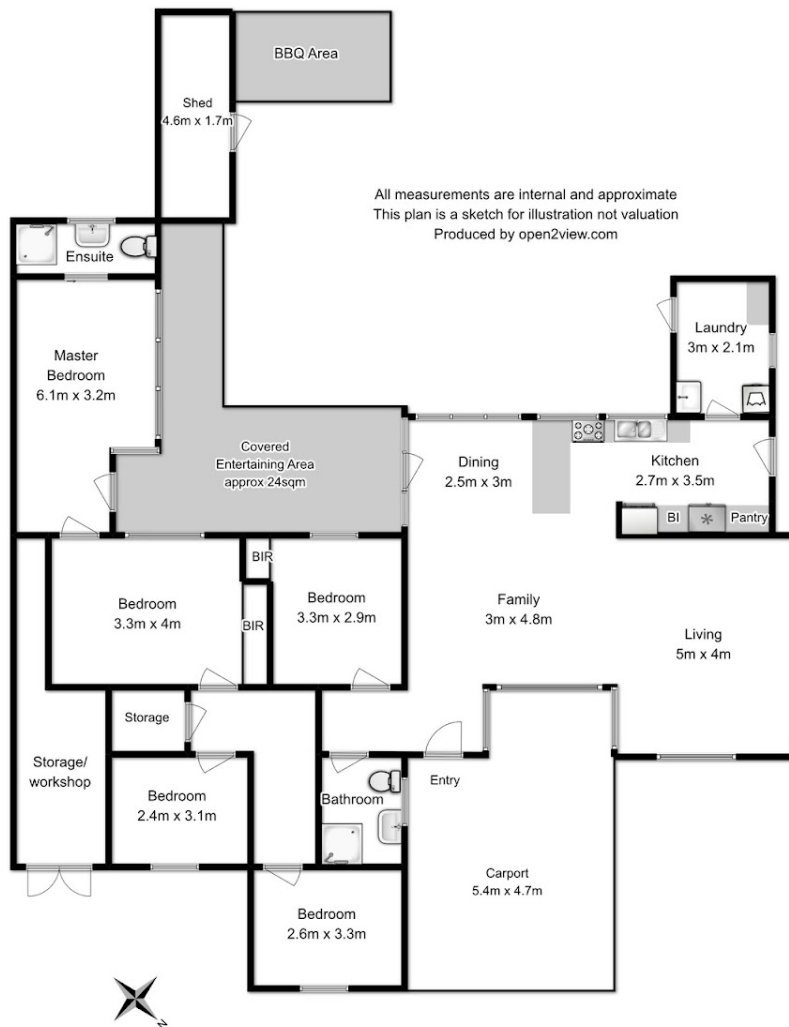 BBQ Area
Shed
4.6m x 1.7m
All measurements are internal and approximate
This plan is a sketch for illustration not valuation
Produced by open2view.com
Ensuite
Master
Bedroom
6.1m x 3.2m
Laundry
3m x 2.1m
Covered
Entertaining Area
approx 24sqm
Dining
2.5m x 3m
Kitchen
2.7m x 3.5m
BI
Pantry
BIR
Bedroom
3.3m x 4m
BIR
Bedroom
3.3m x 2.9m
Family
3m x 4.8m
Living
5m x 4m
Storage
Storage/
workshop
Bedroom
2.4m x 3.1m
Bathroom
Entry
Carport
5.4m x 4.7m
Bedroom
2.6m x 3.3m
N